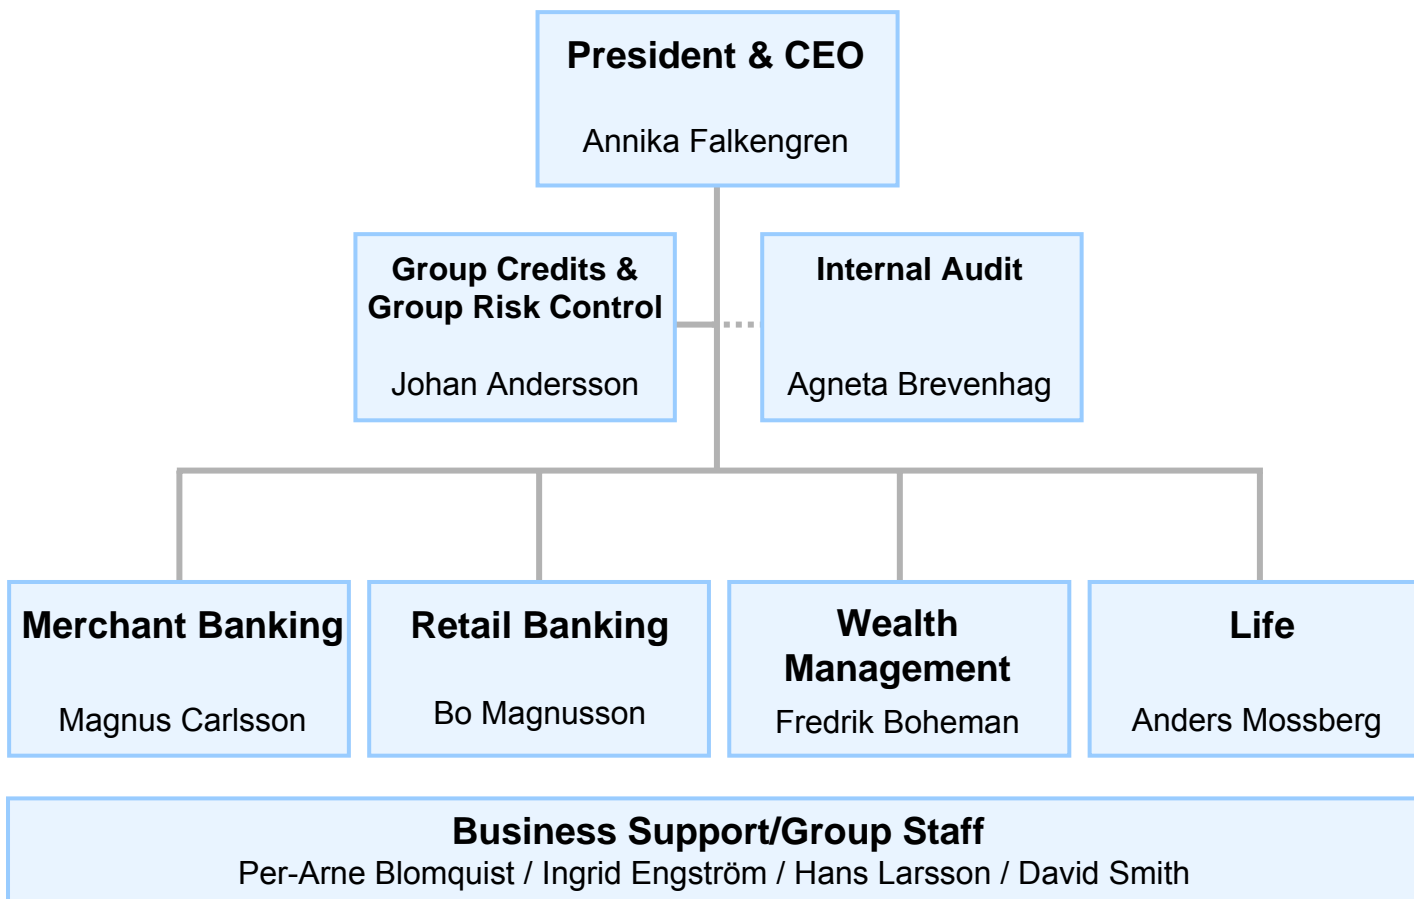 President & CEO
Annika Falkengren
Group Credits &
Group Risk Control
Johan Andersson
Internal Audit
Agneta Brevenhag
Merchant Banking
Magnus Carlsson
Retail Banking
Bo Magnusson
Wealth
Management
Fredrik Boheman
Life
Anders Mossberg
Business Support/Group Staff
Per-Arne Blomquist / Ingrid Engström / Hans Larsson / David Smith